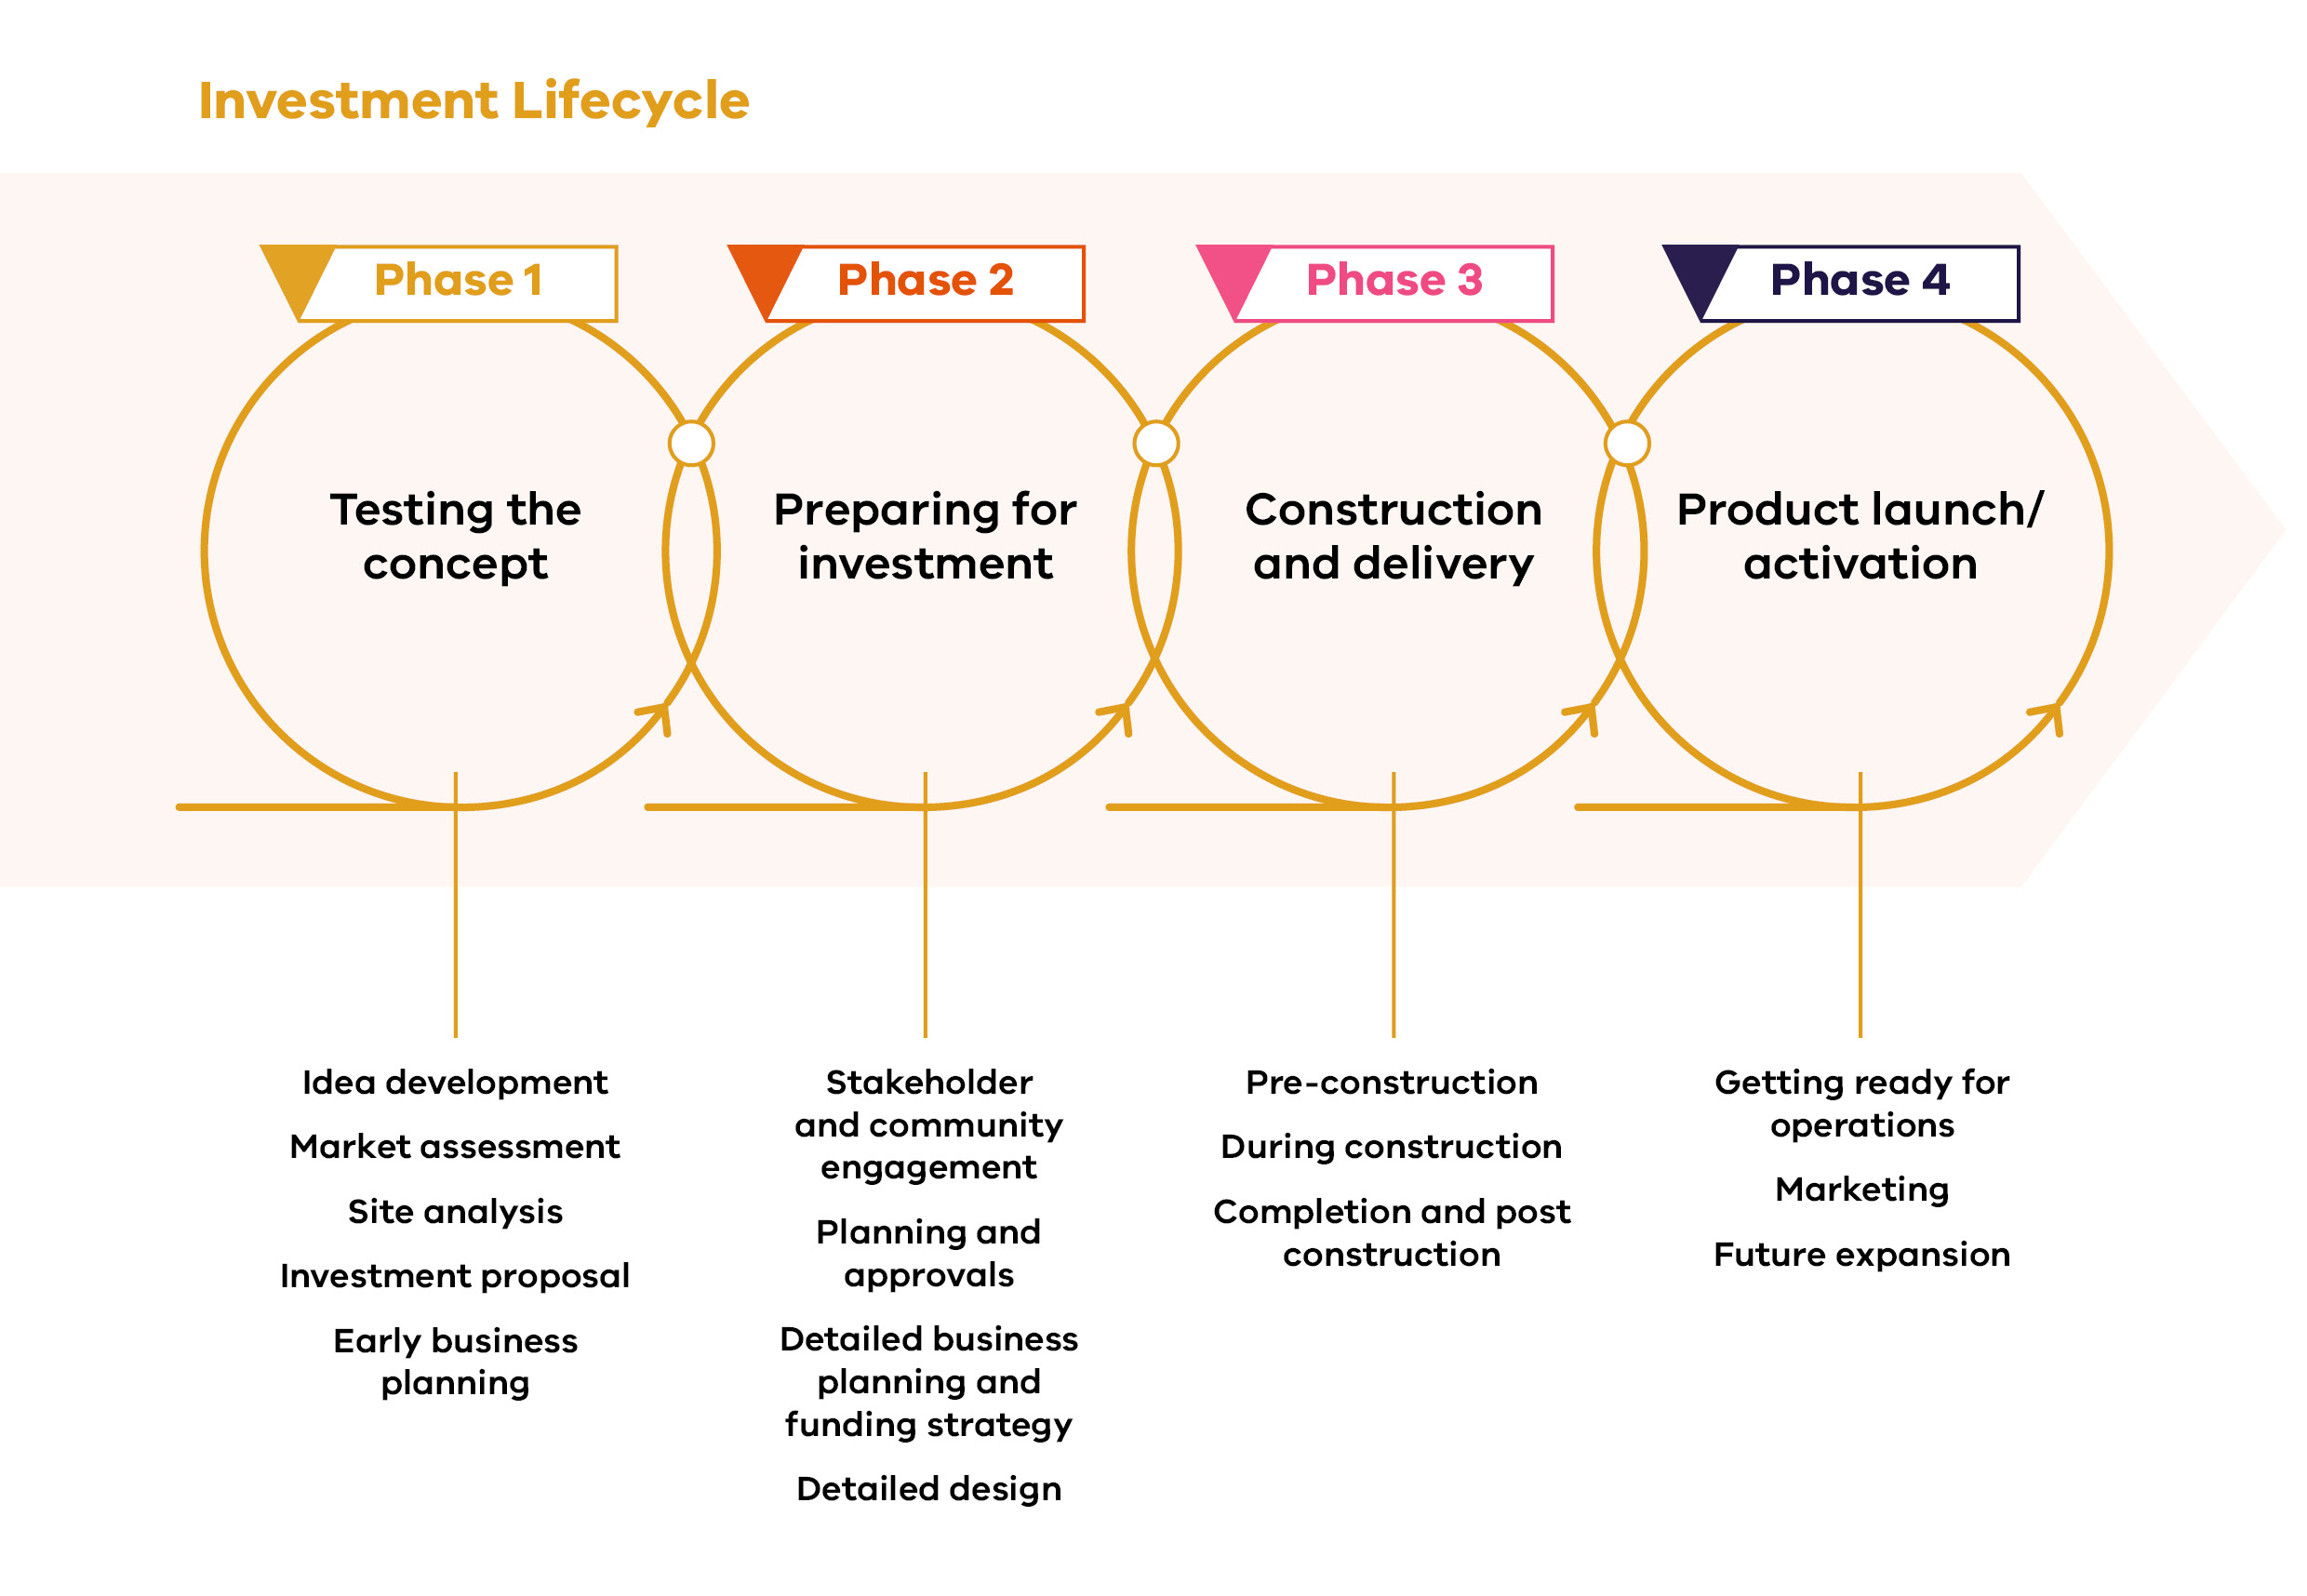 Investment Lifecycle
Phase 1
Phase 2
Phase 3
Phase 4
Testing the
concept
Preparing for
investment
Construction
and delivery
Product launch/
activation
Idea development
Market assessment
Site analysis
Investment proposal
Early business
planning
Stakeholder
and community
engagement
Planning and
approvals
Detailed business
planning and
funding strategy
Detailed design
Pre-construction
During construction
Completion and post
construction
Getting ready for
operations
Marketing
Future expansion